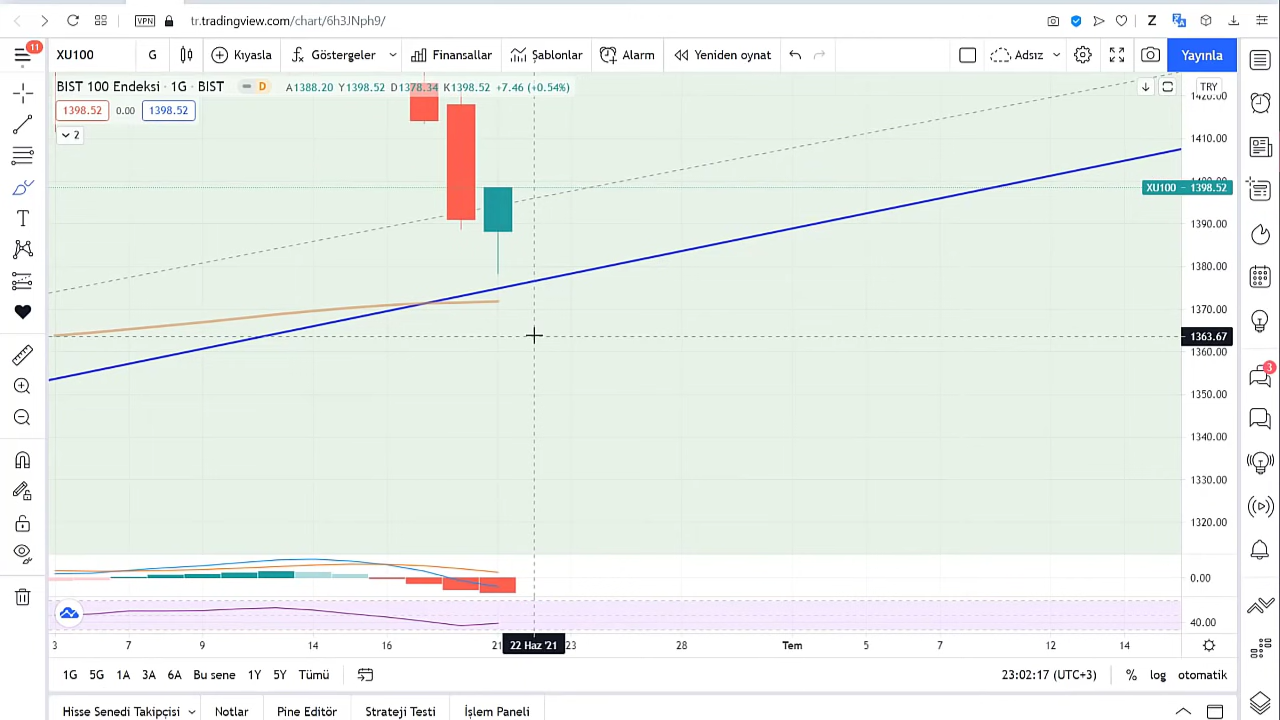 VPN tr.tradingview.com/chart/6h3JNph9/
11 XU100 G Kıyasla Göstergeler Finansallar Şablonlar Alarm Yeniden oynat Adsız Yayınla
BIST 100 Endeksi · 1G · BIST D A1388.20 Y1398.52 D1378.34 K1398.52 +7.46 (+0.54%) TRY
1420.00
1398.52 0.00 1398.52
2
1410.00
XU100 1398.52
1390.00
1380.00
1370.00
1363.67
1360.00
1350.00
3
1340.00
1330.00
1320.00
0.00
40.00
3 7 9 14 16 21 22 Haz '21 23 28 Tem 5 7 12 14
1G 5G 1A 3A 6A Bu sene 1Y 5Y Tümü 23:02:17 (UTC+3) % log otomatik
Hisse Senedi Takipçisi Notlar Pine Editör Strateji Testi İşlem Paneli